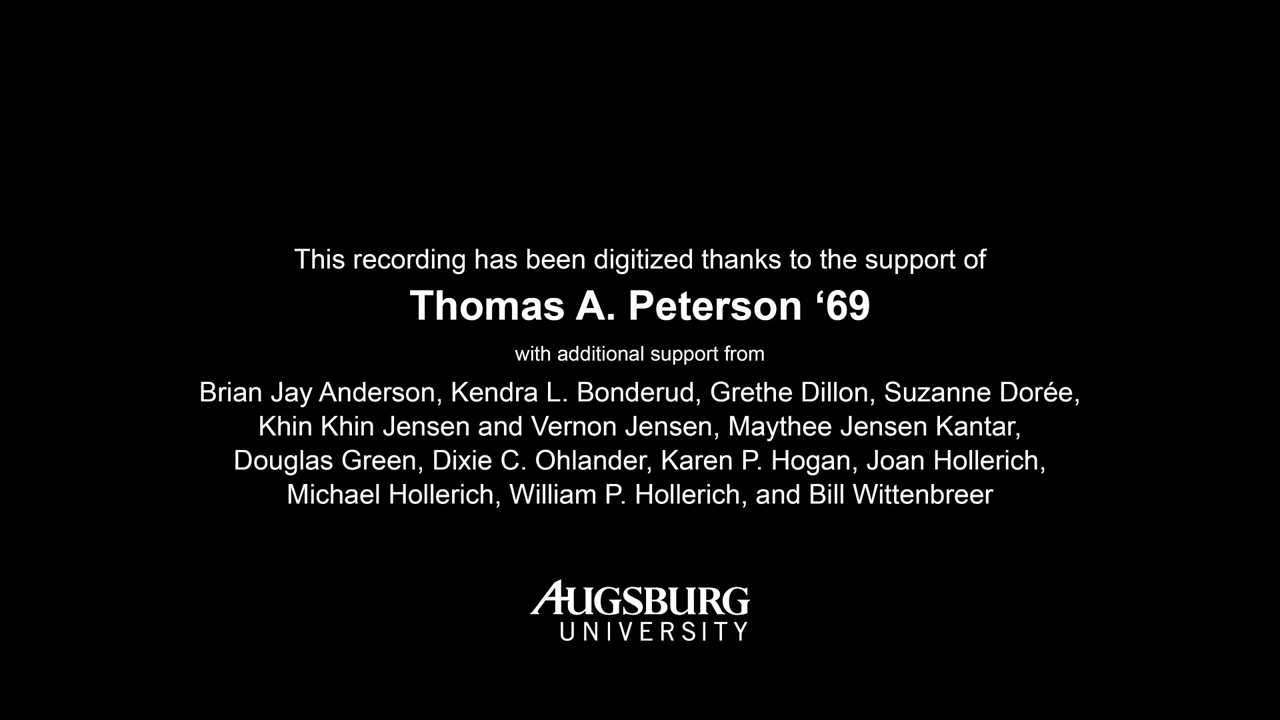 This recording has been digitized thanks to the support of
Thomas A. Peterson ‘69
with additional support from
Brian Jay Anderson, Kendra L. Bonderud, Grethe Dillon, Suzanne Dorée,
Khin Khin Jensen and Vernon Jensen, Maythee Jensen Kantar,
Douglas Green, Dixie C. Ohlander, Karen P. Hogan, Joan Hollerich,
Michael Hollerich, William P. Hollerich, and Bill Wittenbreer
AUGSBURG
UNIVERSITY